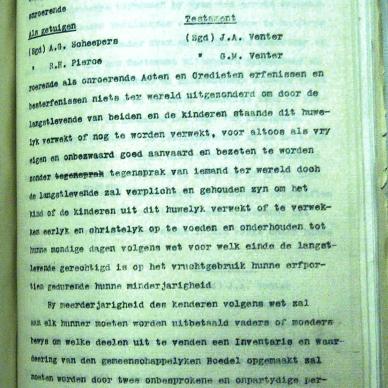 onroerende
Testament
Als getuigen
(Sgd) A.G. Scheepers (Sgd) J.A. Venter
" R.H. Pierce " G.M. Venter
roerende als onroerende Acten en Credieten erfenissen en
besterfenissen niets ter wereld uitgezonderd om door de
langstlevende van beiden en de kinderen staande dit huwe-
lyk verwekt of nog te worden verwekt, voor altoos als vry
eigen en onbezwaard goed aanvaard en bezeten te worden
zonder tegensprak tegensprak van iemand ter wereld doch
de langstlevende zal verplicht en gehouden zyn om het
kind of de kinderen uit dit huwelyk verwekt of te verwek-
ken eerlyk en christelyk op te voeden en onderhouden tot
hunne mondige dagen volgens wet voor welk einde de langst-
levende gerechtigd is op het vruchtgebruik hunne erfpor-
tien gedurende hunne minderjarigheid
By meerderjarigheid des kenderen volgens wet zal
aan elk hunner moeten worden uitbetaald vaders of moeders
bewys om welke deelen uit te venden een Inventaris en Waar-
deering van den gemeenschappelyken Boedel opgemaakt zal
moeten worden door twee onbesprokene en onpartydige per-